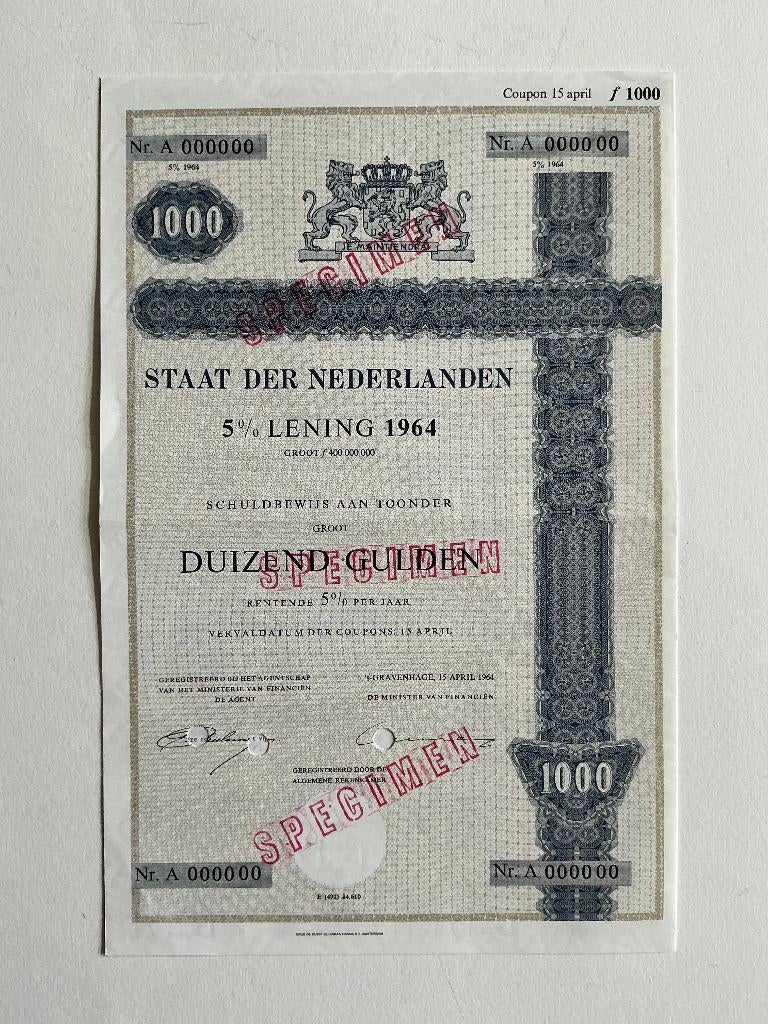 Coupon 15 april ƒ 1000
Nr. A 000000
Nr. A 000000
5% 1964
5% 1964
1000
JE MAINTIENDRAI
SPECIMEN
STAAT DER NEDERLANDEN
5% LENING 1964
GROOT ƒ 400 000 000
SCHULDBEWIJS AAN TOONDER
GROOT
DUIZEND GULDEN
SPECIMEN
RENTENDE 5% PER JAAR
VERVALDATUM DER COUPONS: 15 APRIL
GEREGISTREERD BIJ HET AGENTSCHAP
VAN HET MINISTERIE VAN FINANCIËN
DE AGENT
'S-GRAVENHAGE, 15 APRIL 1964
DE MINISTER VAN FINANCIËN
GEREGISTREERD DOOR DE
ALGEMENE REKENKAMER
1000
SPECIMEN
Nr. A 000000
Nr. A 000000